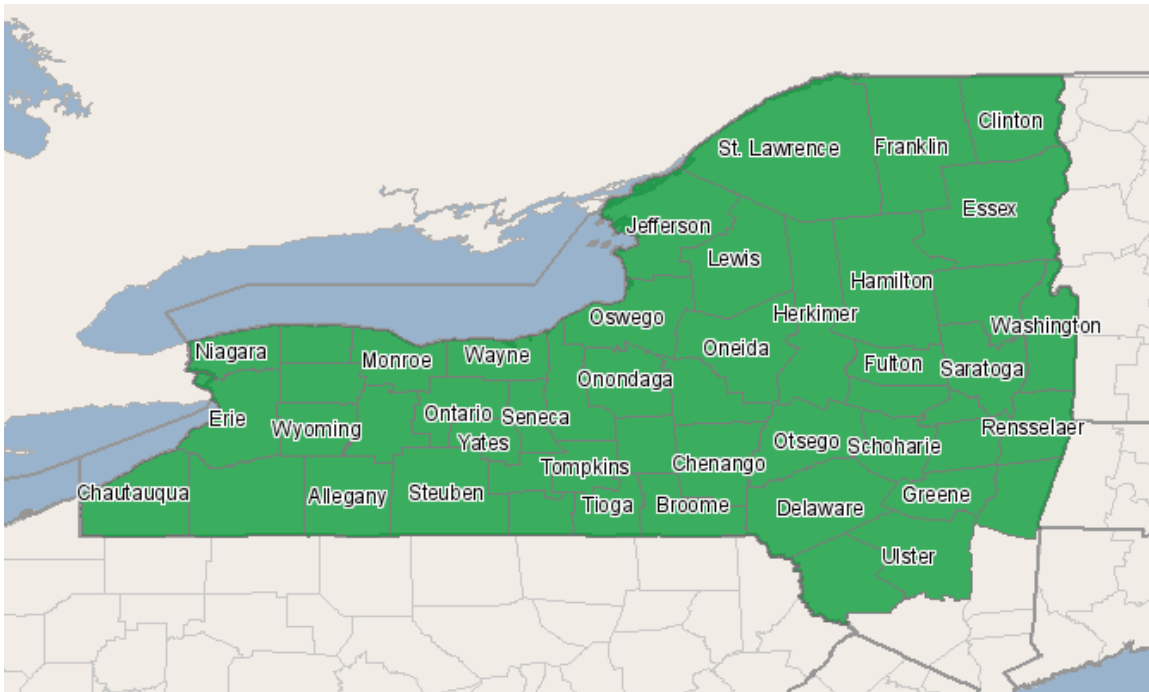 Clinton
Franklin
St. Lawrence
Essex
Jefferson
Lewis
Hamilton
Herkimer
Oswego
Washington
Niagara
Monroe
Wayne
Oneida
Fulton
Saratoga
Onondaga
Erie
Wyoming
Ontario
Seneca
Rensselaer
Yates
Otsego
Schoharie
Chenango
Tompkins
Chautauqua
Allegany
Steuben
Greene
Tioga
Broome
Delaware
Ulster